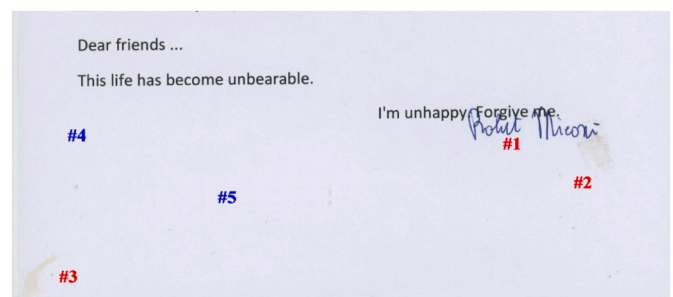 Dear friends ...
This life has become unbearable.
I'm unhappy. Forgive me.
#4
#1
#2
#5
#3